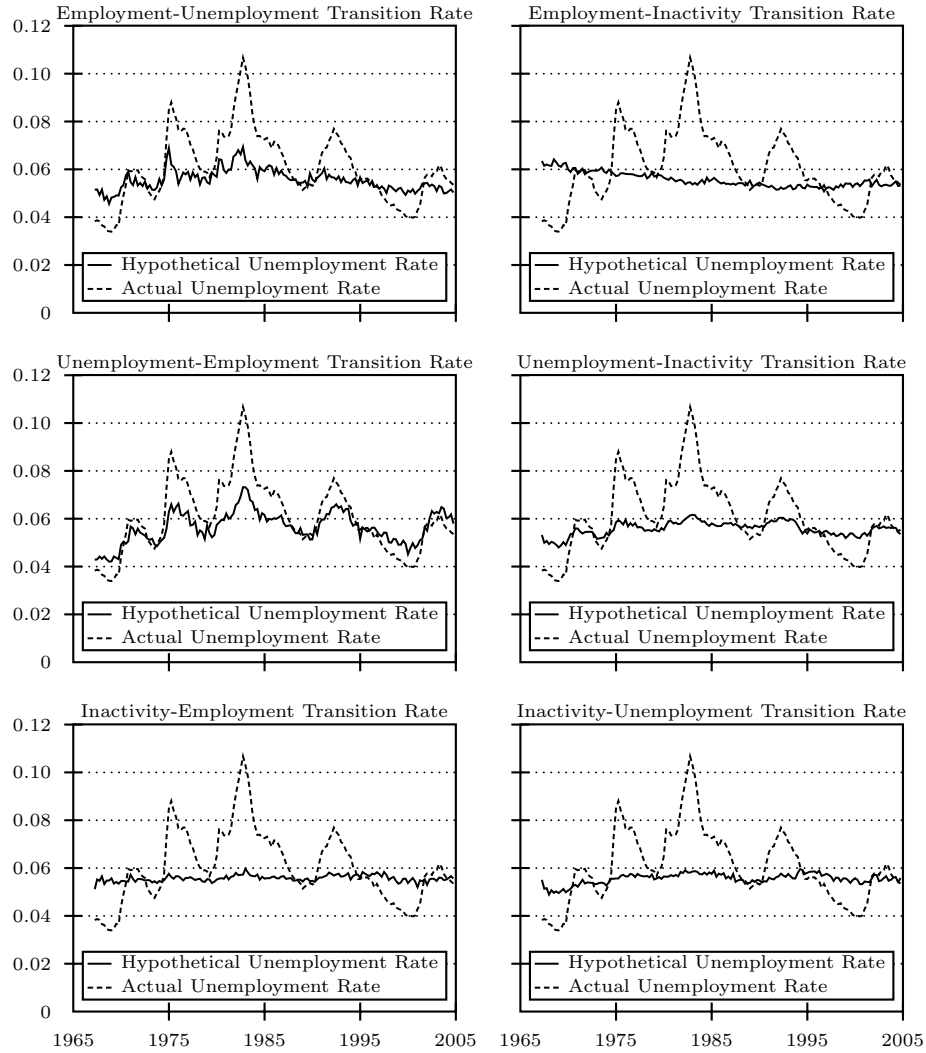 Employment-Unemployment Transition Rate
Employment-Inactivity Transition Rate
0.12
0.10
0.08
0.06
0.04
0.02
0
Hypothetical Unemployment Rate
Actual Unemployment Rate
Hypothetical Unemployment Rate
Actual Unemployment Rate
Unemployment-Employment Transition Rate
Unemployment-Inactivity Transition Rate
0.12
0.10
0.08
0.06
0.04
0.02
0
Hypothetical Unemployment Rate
Actual Unemployment Rate
Hypothetical Unemployment Rate
Actual Unemployment Rate
Inactivity-Employment Transition Rate
Inactivity-Unemployment Transition Rate
0.12
0.10
0.08
0.06
0.04
0.02
0
Hypothetical Unemployment Rate
Actual Unemployment Rate
Hypothetical Unemployment Rate
Actual Unemployment Rate
1965 1975 1985 1995 2005
1965 1975 1985 1995 2005